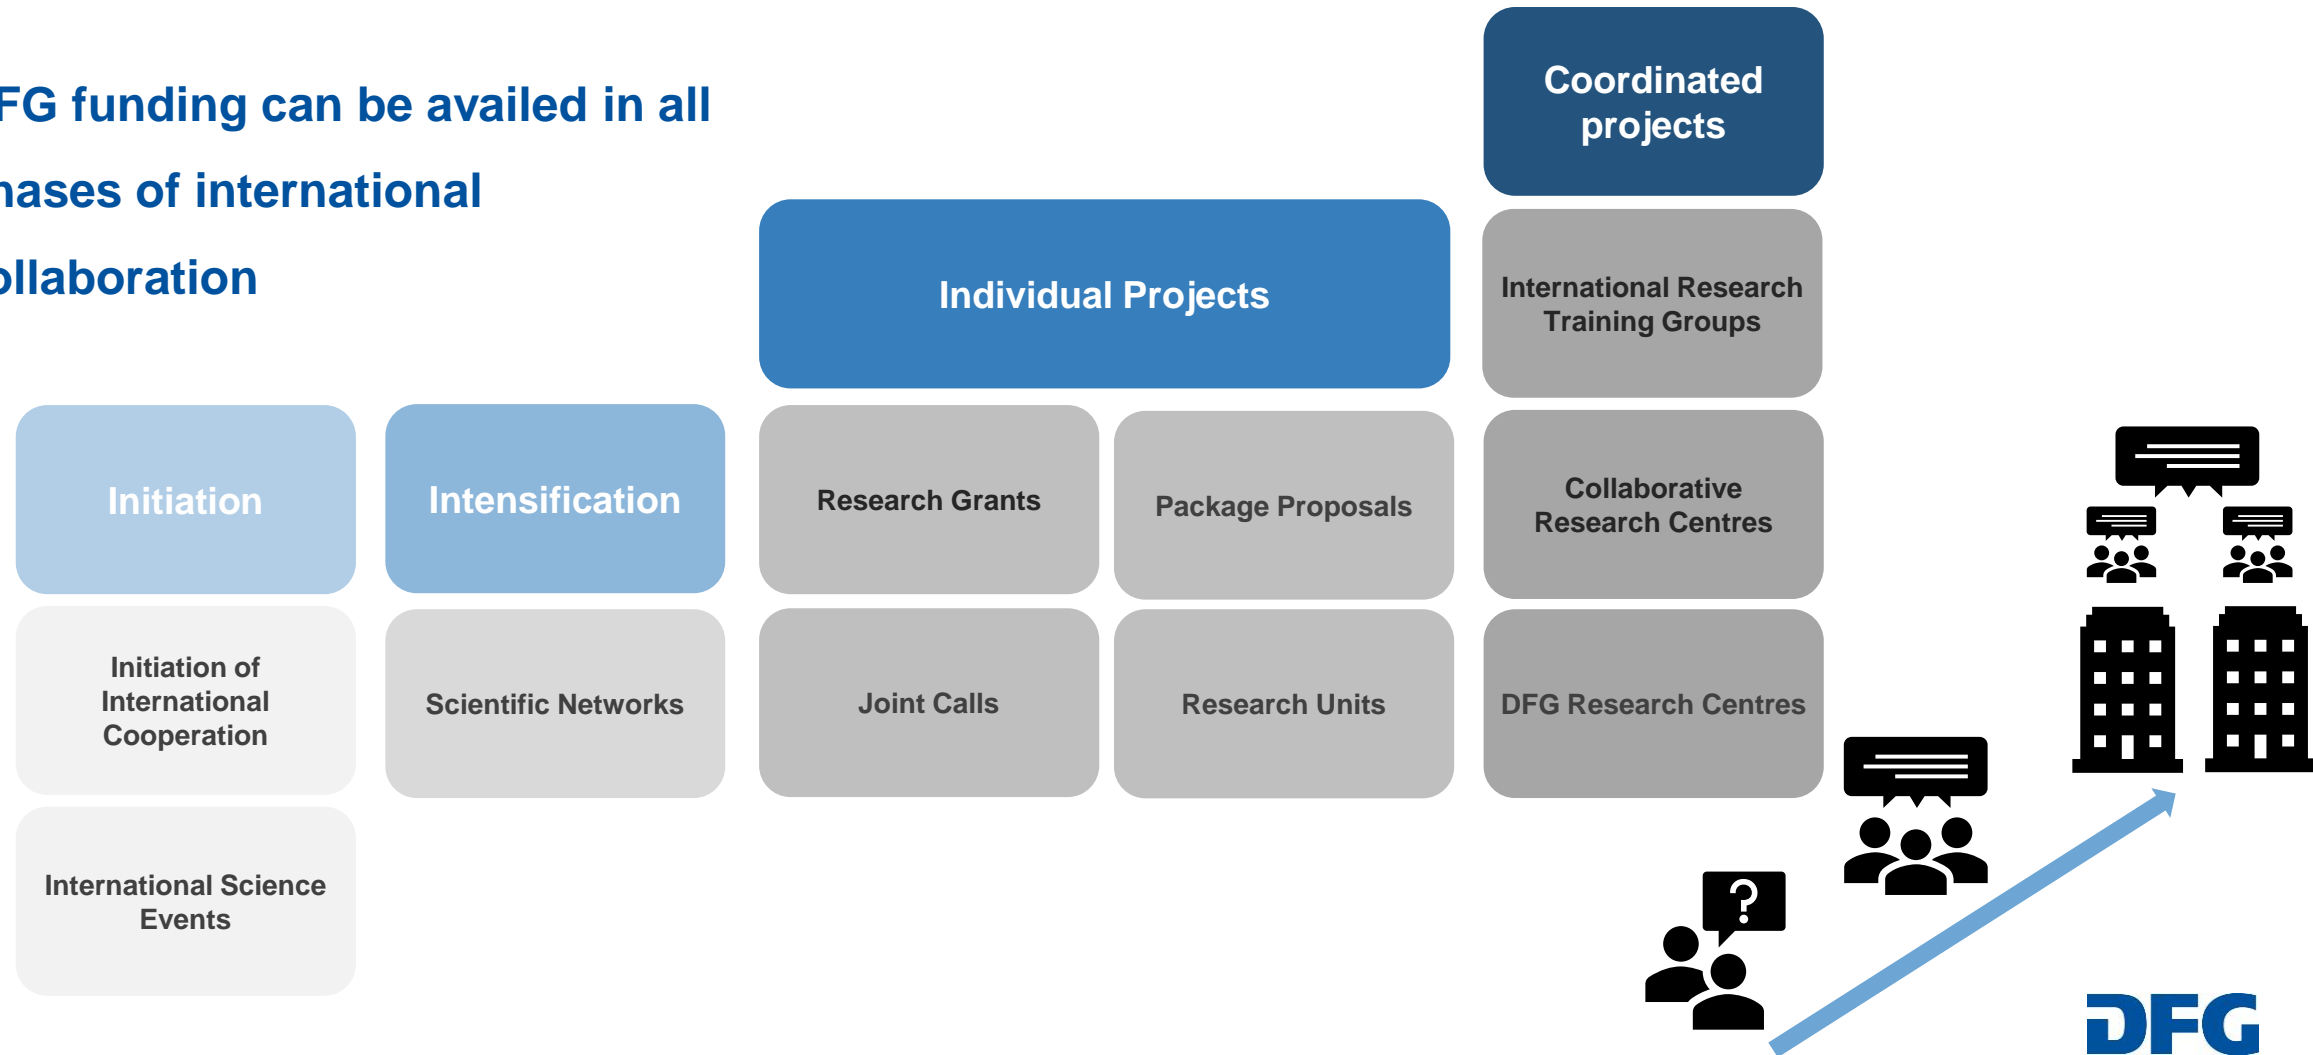 FG funding can be availed in all
hases of international
ollaboration
Coordinated
projects
Individual Projects
International Research
Training Groups
Initiation
Intensification
Research Grants
Package Proposals
Collaborative
Research Centres
Initiation of
International
Cooperation
Scientific Networks
Joint Calls
Research Units
DFG Research Centres
International Science
Events
?
DFG